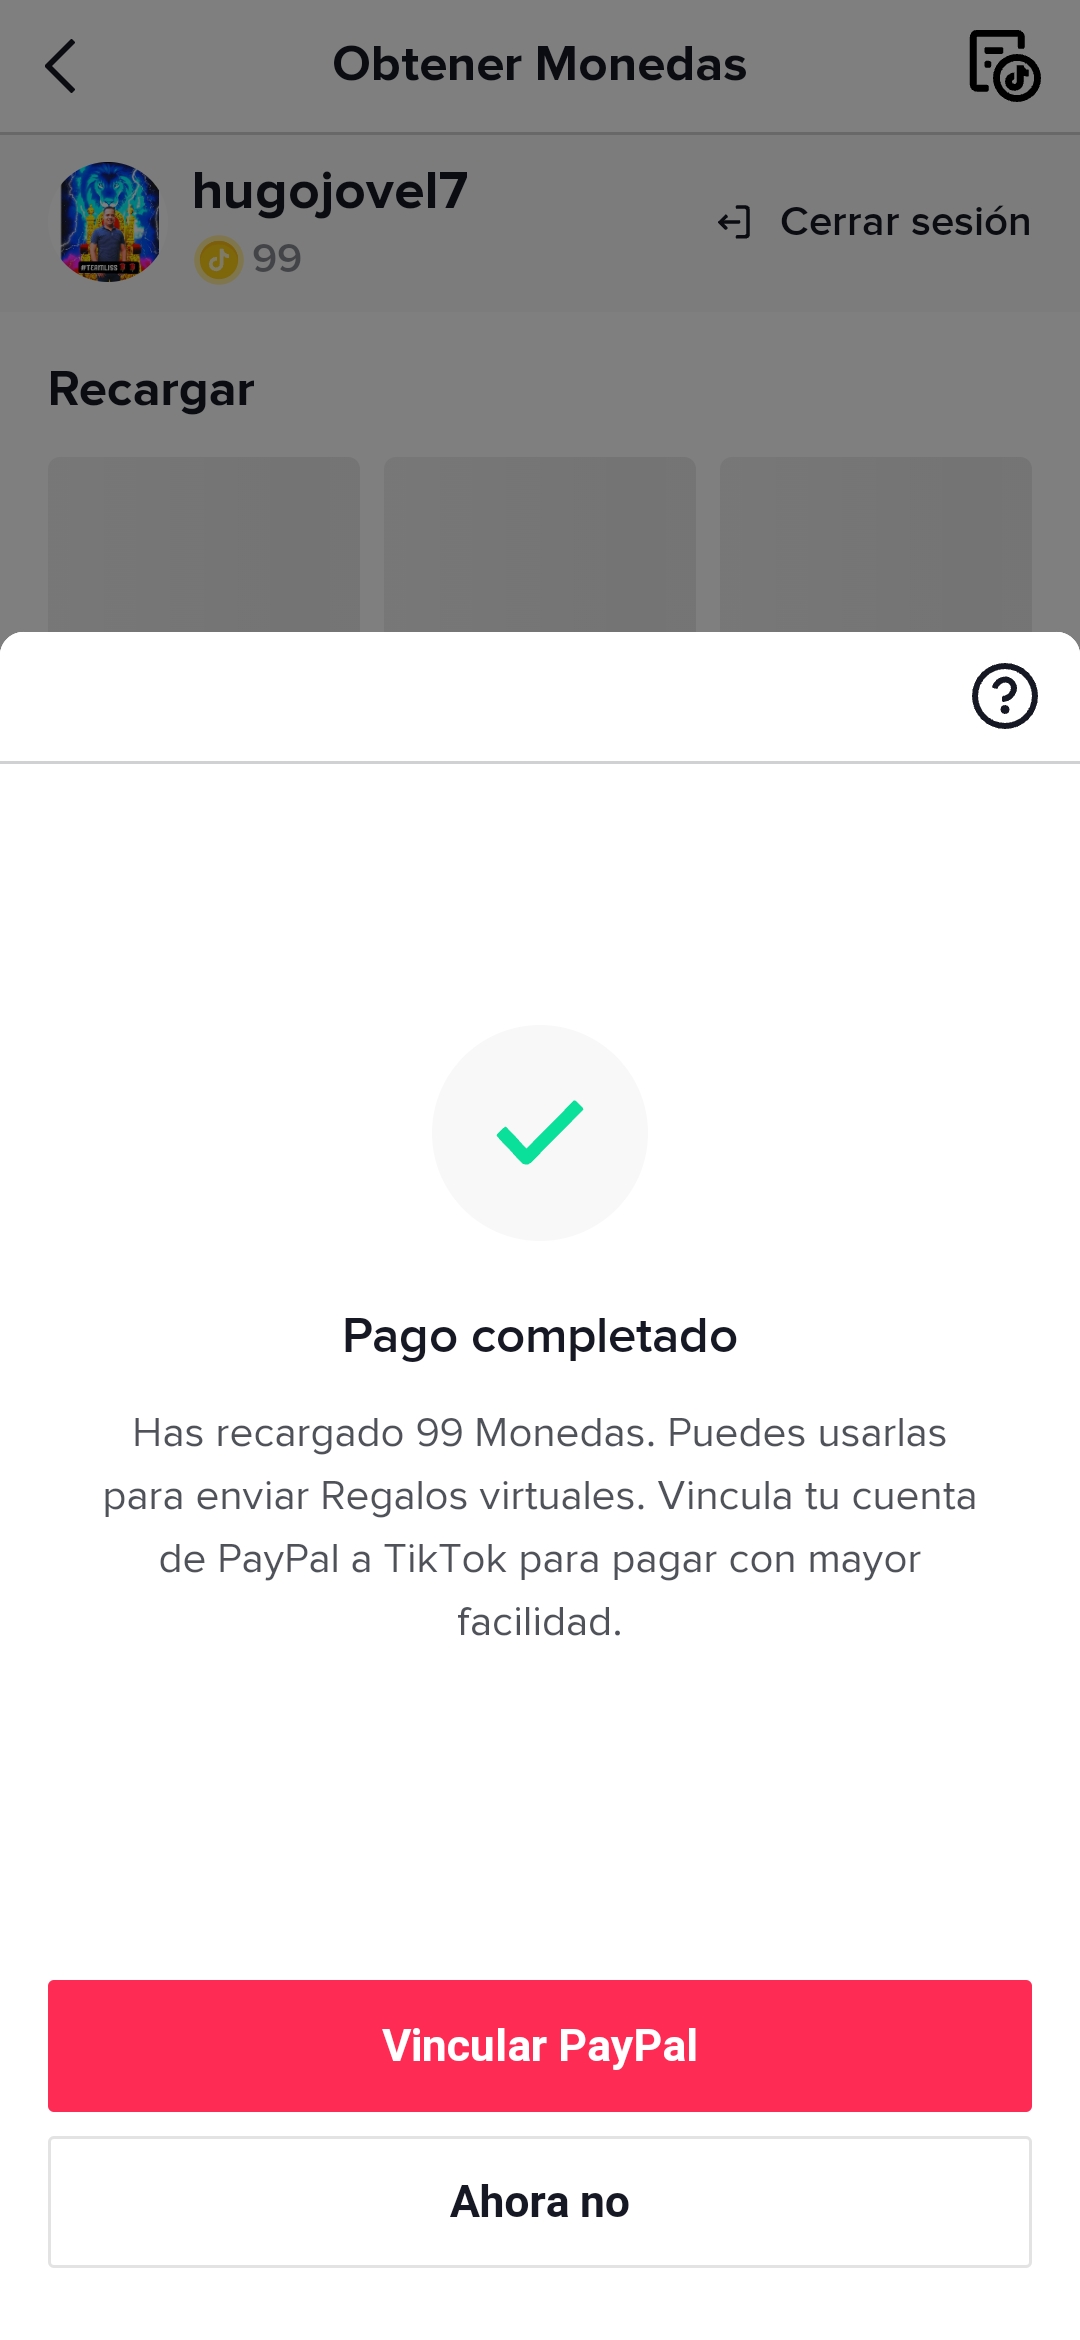 Obtener Monedas
hugojovel7
Cerrar sesión
99
#TEAMLISS
Recargar
Pago completado
Has recargado 99 Monedas. Puedes usarlas
para enviar Regalos virtuales. Vincula tu cuenta
de PayPal a TikTok para pagar con mayor
facilidad.
Vincular PayPal
Ahora no